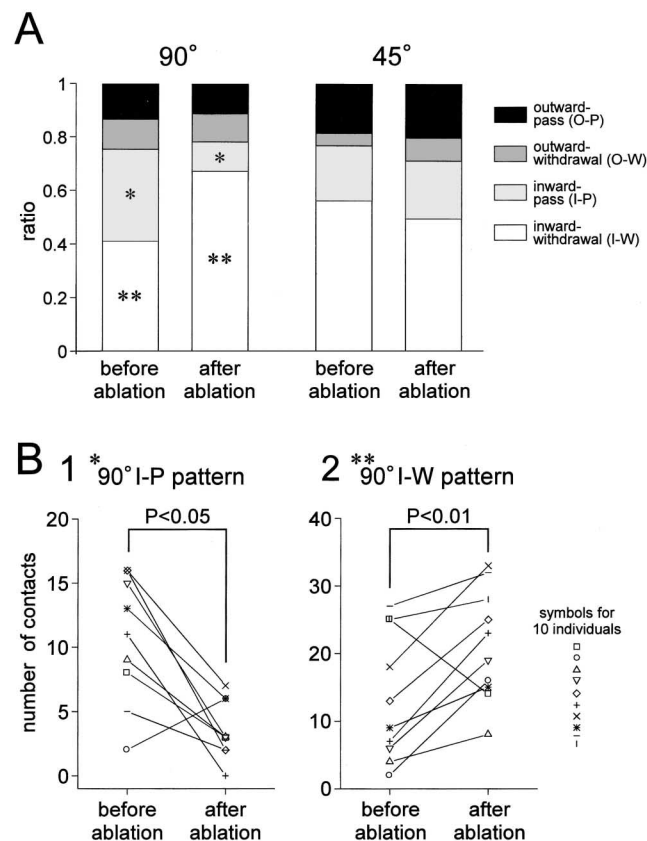 A
90° 45°
1
0.8
0.6
0.4
0.2
0
ratio
*
**
*
**
before ablation
after ablation
before ablation
after ablation
outward-
pass (O-P)
outward-
withdrawal (O-W)
inward-
pass (I-P)
inward-
withdrawal (I-W)
B 1 *90° I-P pattern
P<0.05
20
15
10
5
0
number of contacts
before ablation
after ablation
2 **90° I-W pattern
P<0.01
40
30
20
10
0
before ablation
after ablation
symbols for
10 individuals